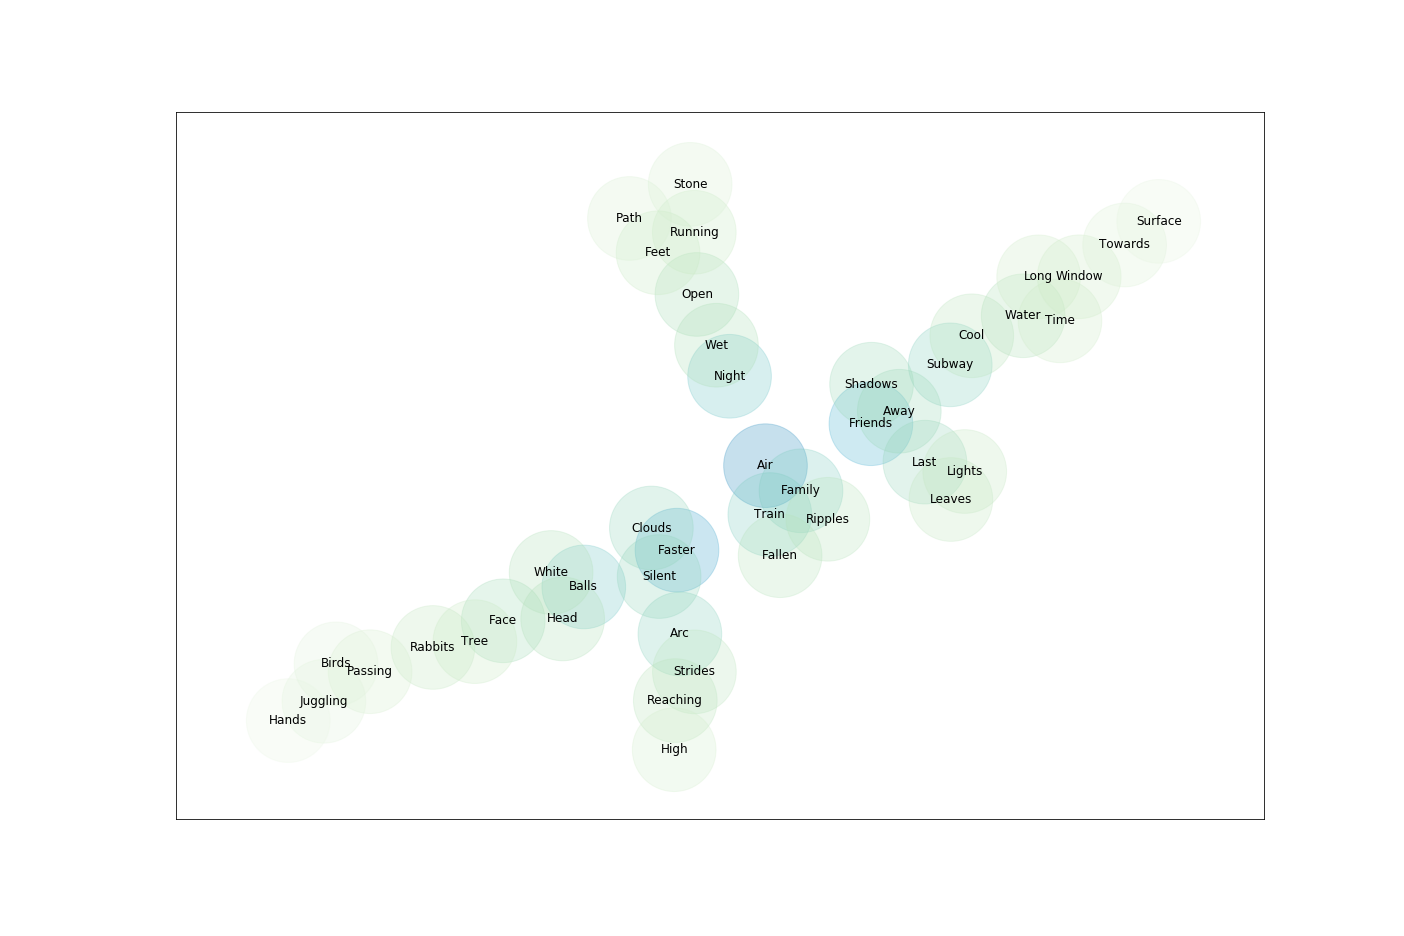 Stone
Path
Running
Surface
Towards
Feet
Long
Window
Open
Water
Time
Cool
Wet
Subway
Night
Shadows
Away
Friends
Last
Air
Lights
Family
Leaves
Train
Ripples
Clouds
Faster
Fallen
White
Silent
Balls
Head
Face
Arc
Tree
Rabbits
Birds
Passing
Strides
Reaching
Juggling
Hands
High